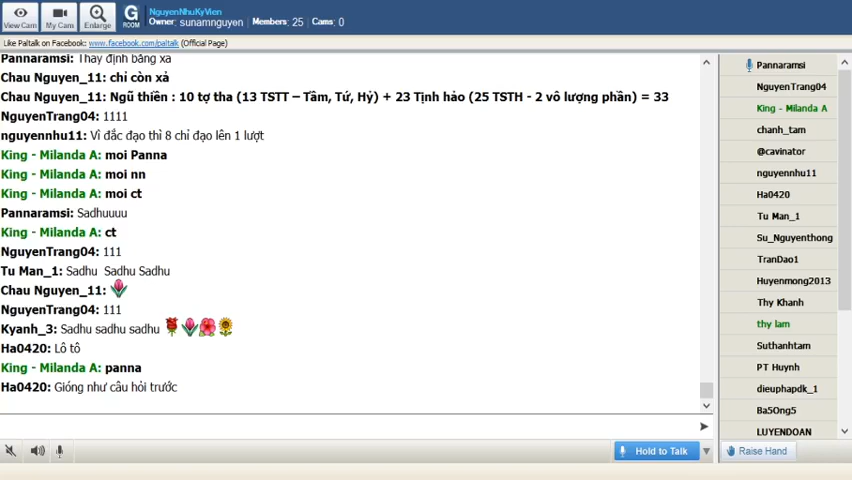 View Cam
My Cam
Enlarge
G
ROOM
NguyenNhuKyVien
Owner: sunamnguyen Members: 25 Cams: 0
Like Paltalk on Facebook: www.facebook.com/paltalk (Official Page)
Pannaramsi: Thay định bằng xả
Chau Nguyen_11: chỉ còn xả
Chau Nguyen_11: Ngũ thiền : 10 tợ tha (13 TSTT – Tầm, Tứ, Hỷ) + 23 Tịnh hảo (25 TSTH - 2 vô lượng phần) = 33
NguyenTrang04: 1111
nguyennhu11: Vì đắc đạo thì 8 chi đạo lên 1 lượt
King - Milanda A: moi Panna
King - Milanda A: moi nn
King - Milanda A: moi ct
Pannaramsi: Sadhuuuu
King - Milanda A: ct
NguyenTrang04: 111
Tu Man_1: Sadhu Sadhu Sadhu
Chau Nguyen_11:
NguyenTrang04: 111
Kyanh_3: Sadhu sadhu sadhu
Ha0420: Lô tô
King - Milanda A: panna
Ha0420: Gióng như câu hỏi trước
Hold to Talk
Pannaramsi
NguyenTrang04
King - Milanda A
chanh_tam
@cavinator
nguyennhu11
Ha0420
Tu Man_1
Su_Nguyenthong
TranDao1
Huyenmong2013
Thy Khanh
thy lam
Suthanhtam
PT Huynh
dieuphapdk_1
Ba5Ong5
LUYENDOAN
Raise Hand